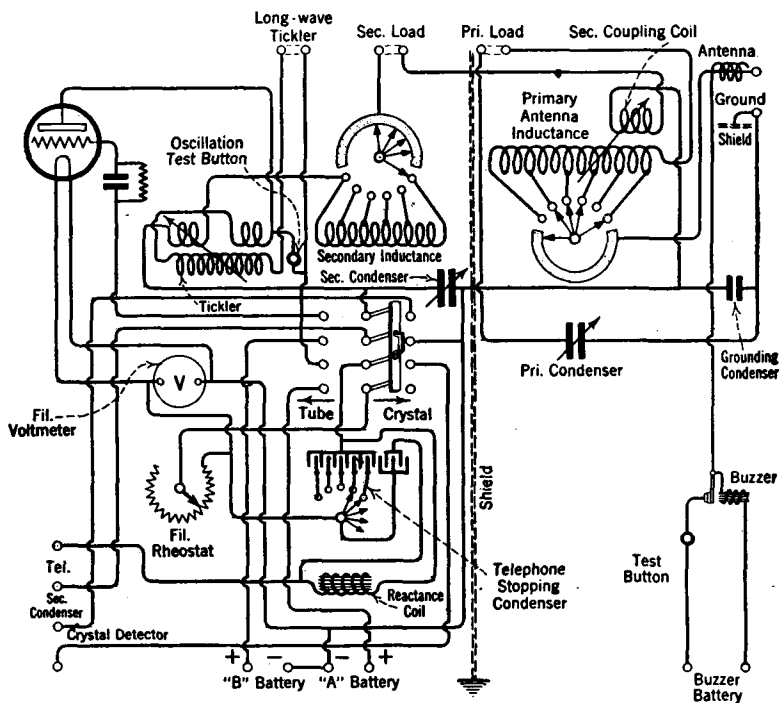 Long-wave
Tickler
Sec. Load
Pri. Load
Sec. Coupling Coil
Antenna
Ground
Shield
Primary
Antenna
Inductance
Oscillation
Test Button
Secondary Inductance
Sec. Condenser
Tickler
Grounding
Condenser
Pri. Condenser
V
Fil.
Voltmeter
Tube
Crystal
Shield
Buzzer
Fil.
Rheostat
Telephone
Stopping
Condenser
Test
Button
Tel.
Sec.
Condenser
Reactance
Coil
Crystal Detector
+ − − +
"B" Battery "A" Battery
Buzzer
Battery